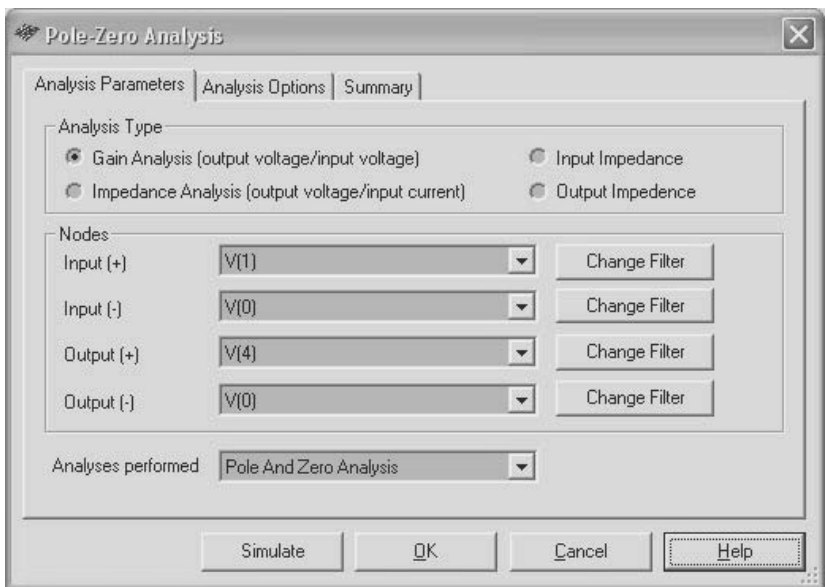 Pole-Zero Analysis
Analysis Parameters Analysis Options Summary
Analysis Type
Gain Analysis (output voltage/input voltage) Input Impedance
Impedance Analysis (output voltage/input current) Output Impedence
Nodes
Input (+) V(1) Change Filter
Input (-) V(0) Change Filter
Output (+) V(4) Change Filter
Output (-) V(0) Change Filter
Analyses performed Pole And Zero Analysis
Simulate OK Cancel Help